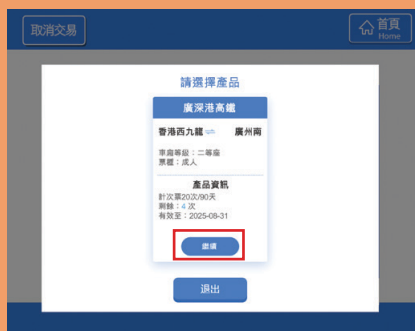 取消交易
首頁
Home
請選擇產品
廣深港高鐵
香港西九龍 ⇌ 廣州南
車廂等級：二等座
票種：成人
產品資訊
計次票20次/90天
剩餘：4 次
有效至：2025-08-31
繼續
退出